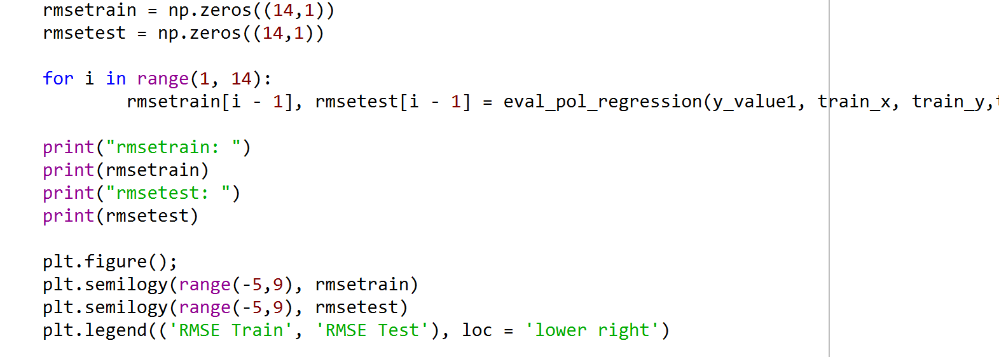 rmsetrain = np.zeros((14,1))
rmsetest = np.zeros((14,1))
for i in range(1, 14):
rmsetrain[i - 1], rmsetest[i - 1] = eval_pol_regression(y_value1, train_x, train_y,
print("rmsetrain: ")
print(rmsetrain)
print("rmsetest: ")
print(rmsetest)
plt.figure();
plt.semilogy(range(-5,9), rmsetrain)
plt.semilogy(range(-5,9), rmsetest)
plt.legend(('RMSE Train', 'RMSE Test'), loc = 'lower right')